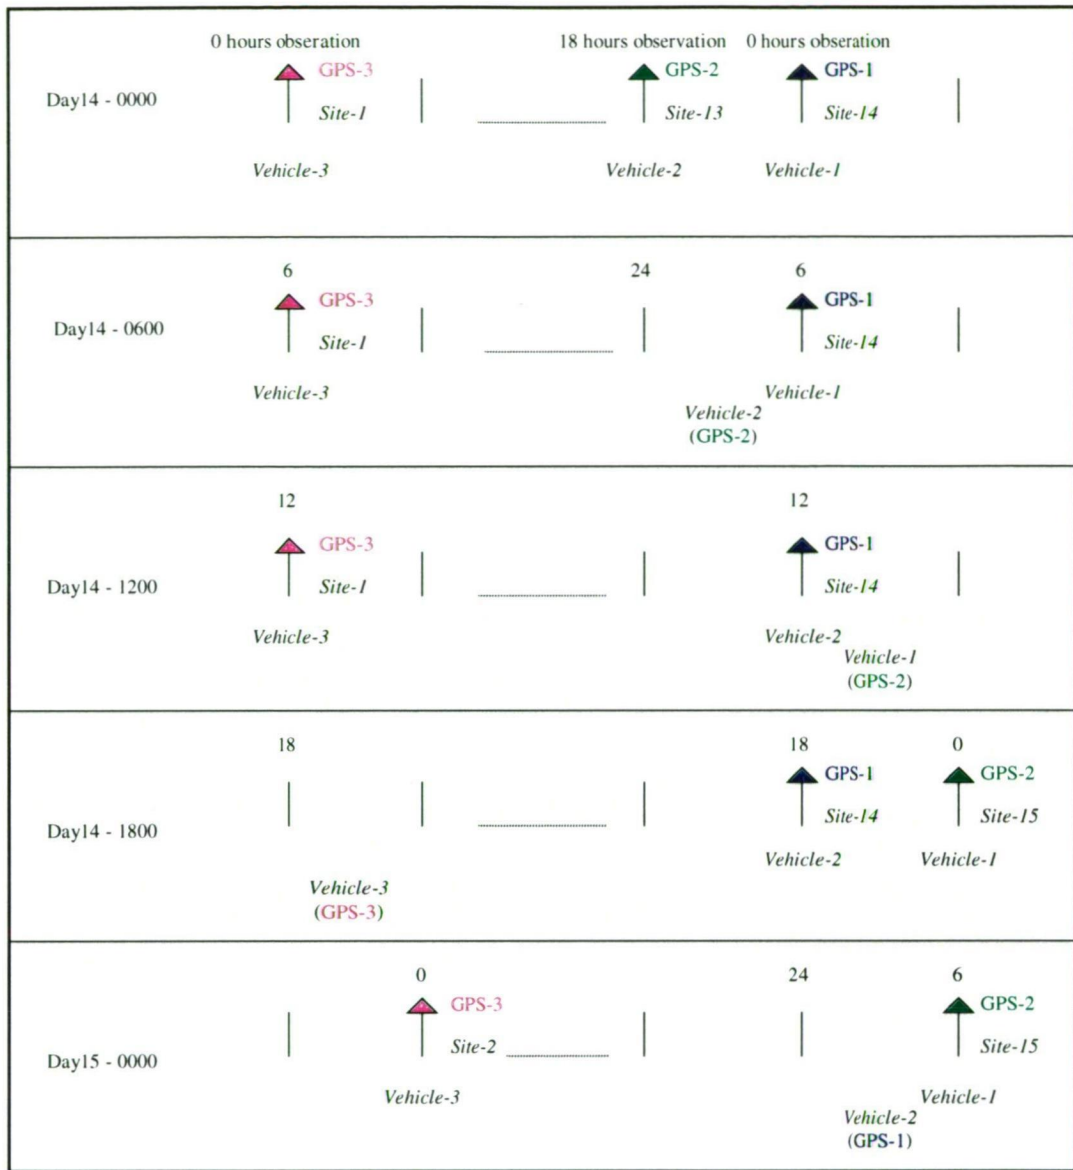 0 hours obseration 18 hours observation 0 hours obseration
GPS-3 GPS-2 GPS-1
Day14 - 0000
Site-1 Site-13 Site-14
Vehicle-3 Vehicle-2 Vehicle-1
6 24 6
GPS-3 GPS-1
Day14 - 0600
Site-1 Site-14
Vehicle-3 Vehicle-1
Vehicle-2
(GPS-2)
12 12
GPS-3 GPS-1
Day14 - 1200
Site-1 Site-14
Vehicle-3 Vehicle-2
Vehicle-1
(GPS-2)
18 18 0
GPS-1 GPS-2
Day14 - 1800
Site-14 Site-15
Vehicle-2 Vehicle-1
Vehicle-3
(GPS-3)
0 24 6
GPS-3 GPS-2
Day15 - 0000
Site-2 Site-15
Vehicle-3 Vehicle-1
Vehicle-2
(GPS-1)